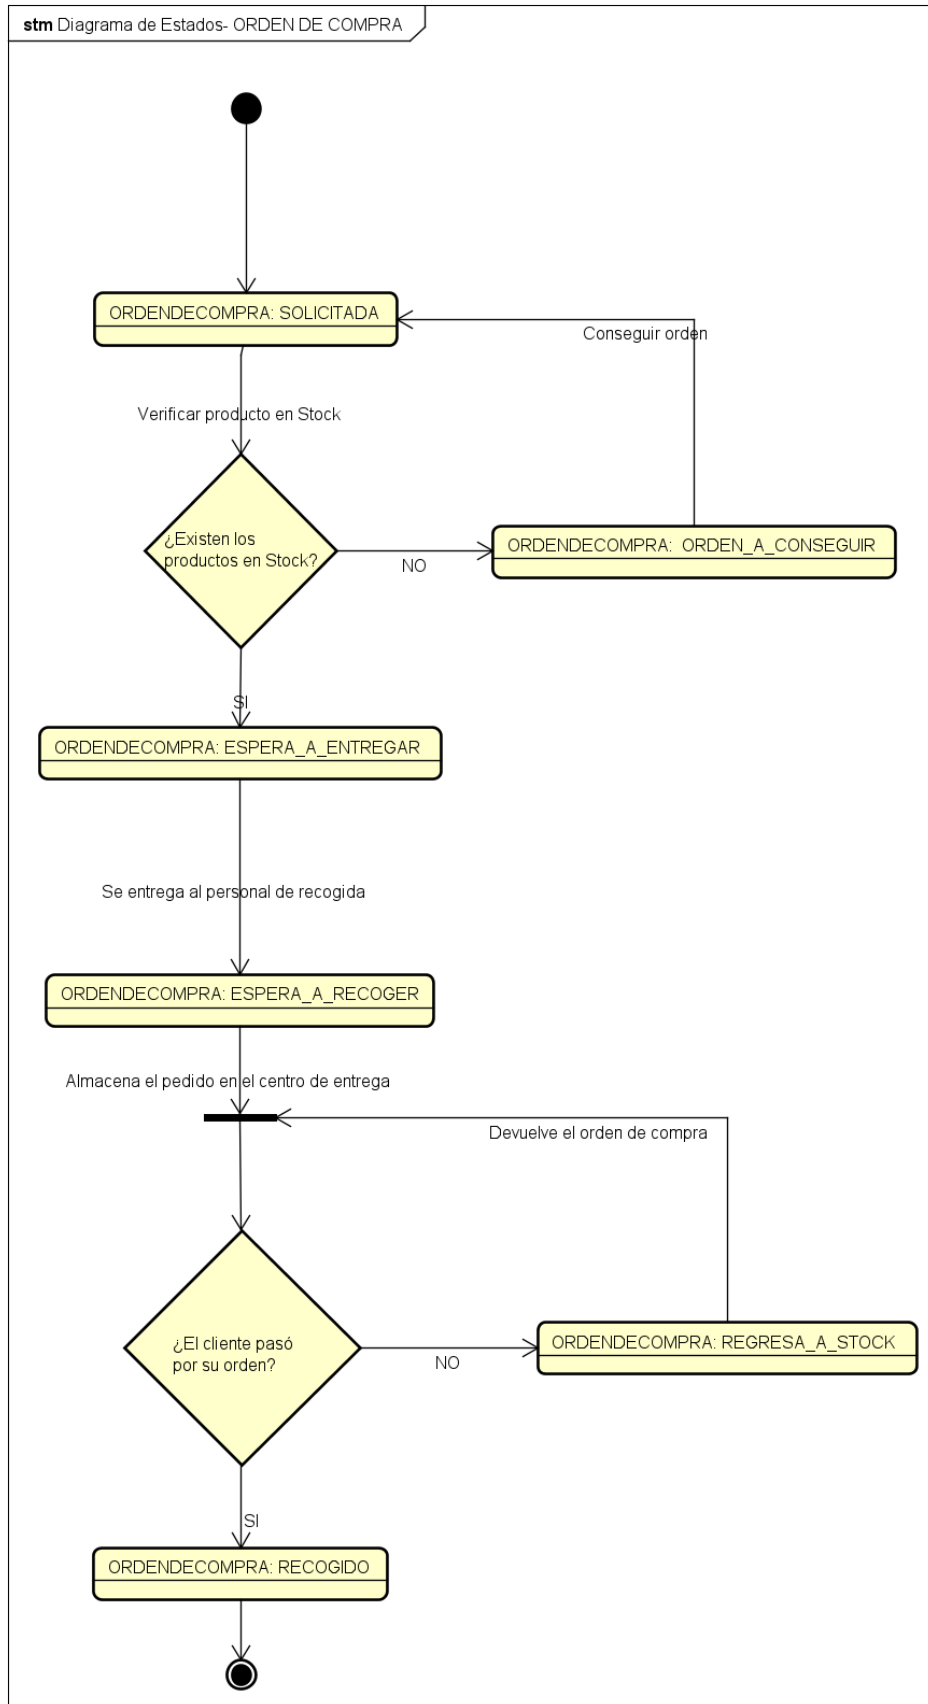 stm Diagrama de Estados- ORDEN DE COMPRA
ORDENDECOMPRA: SOLICITADA
Conseguir orden
Verificar producto en Stock
¿Existen los
productos en Stock?
NO
ORDENDECOMPRA: ORDEN_A_CONSEGUIR
SI
ORDENDECOMPRA: ESPERA_A_ENTREGAR
Se entrega al personal de recogida
ORDENDECOMPRA: ESPERA_A_RECOGER
Almacena el pedido en el centro de entrega
Devuelve el orden de compra
¿El cliente pasó
por su orden?
NO
ORDENDECOMPRA: REGRESA_A_STOCK
SI
ORDENDECOMPRA: RECOGIDO